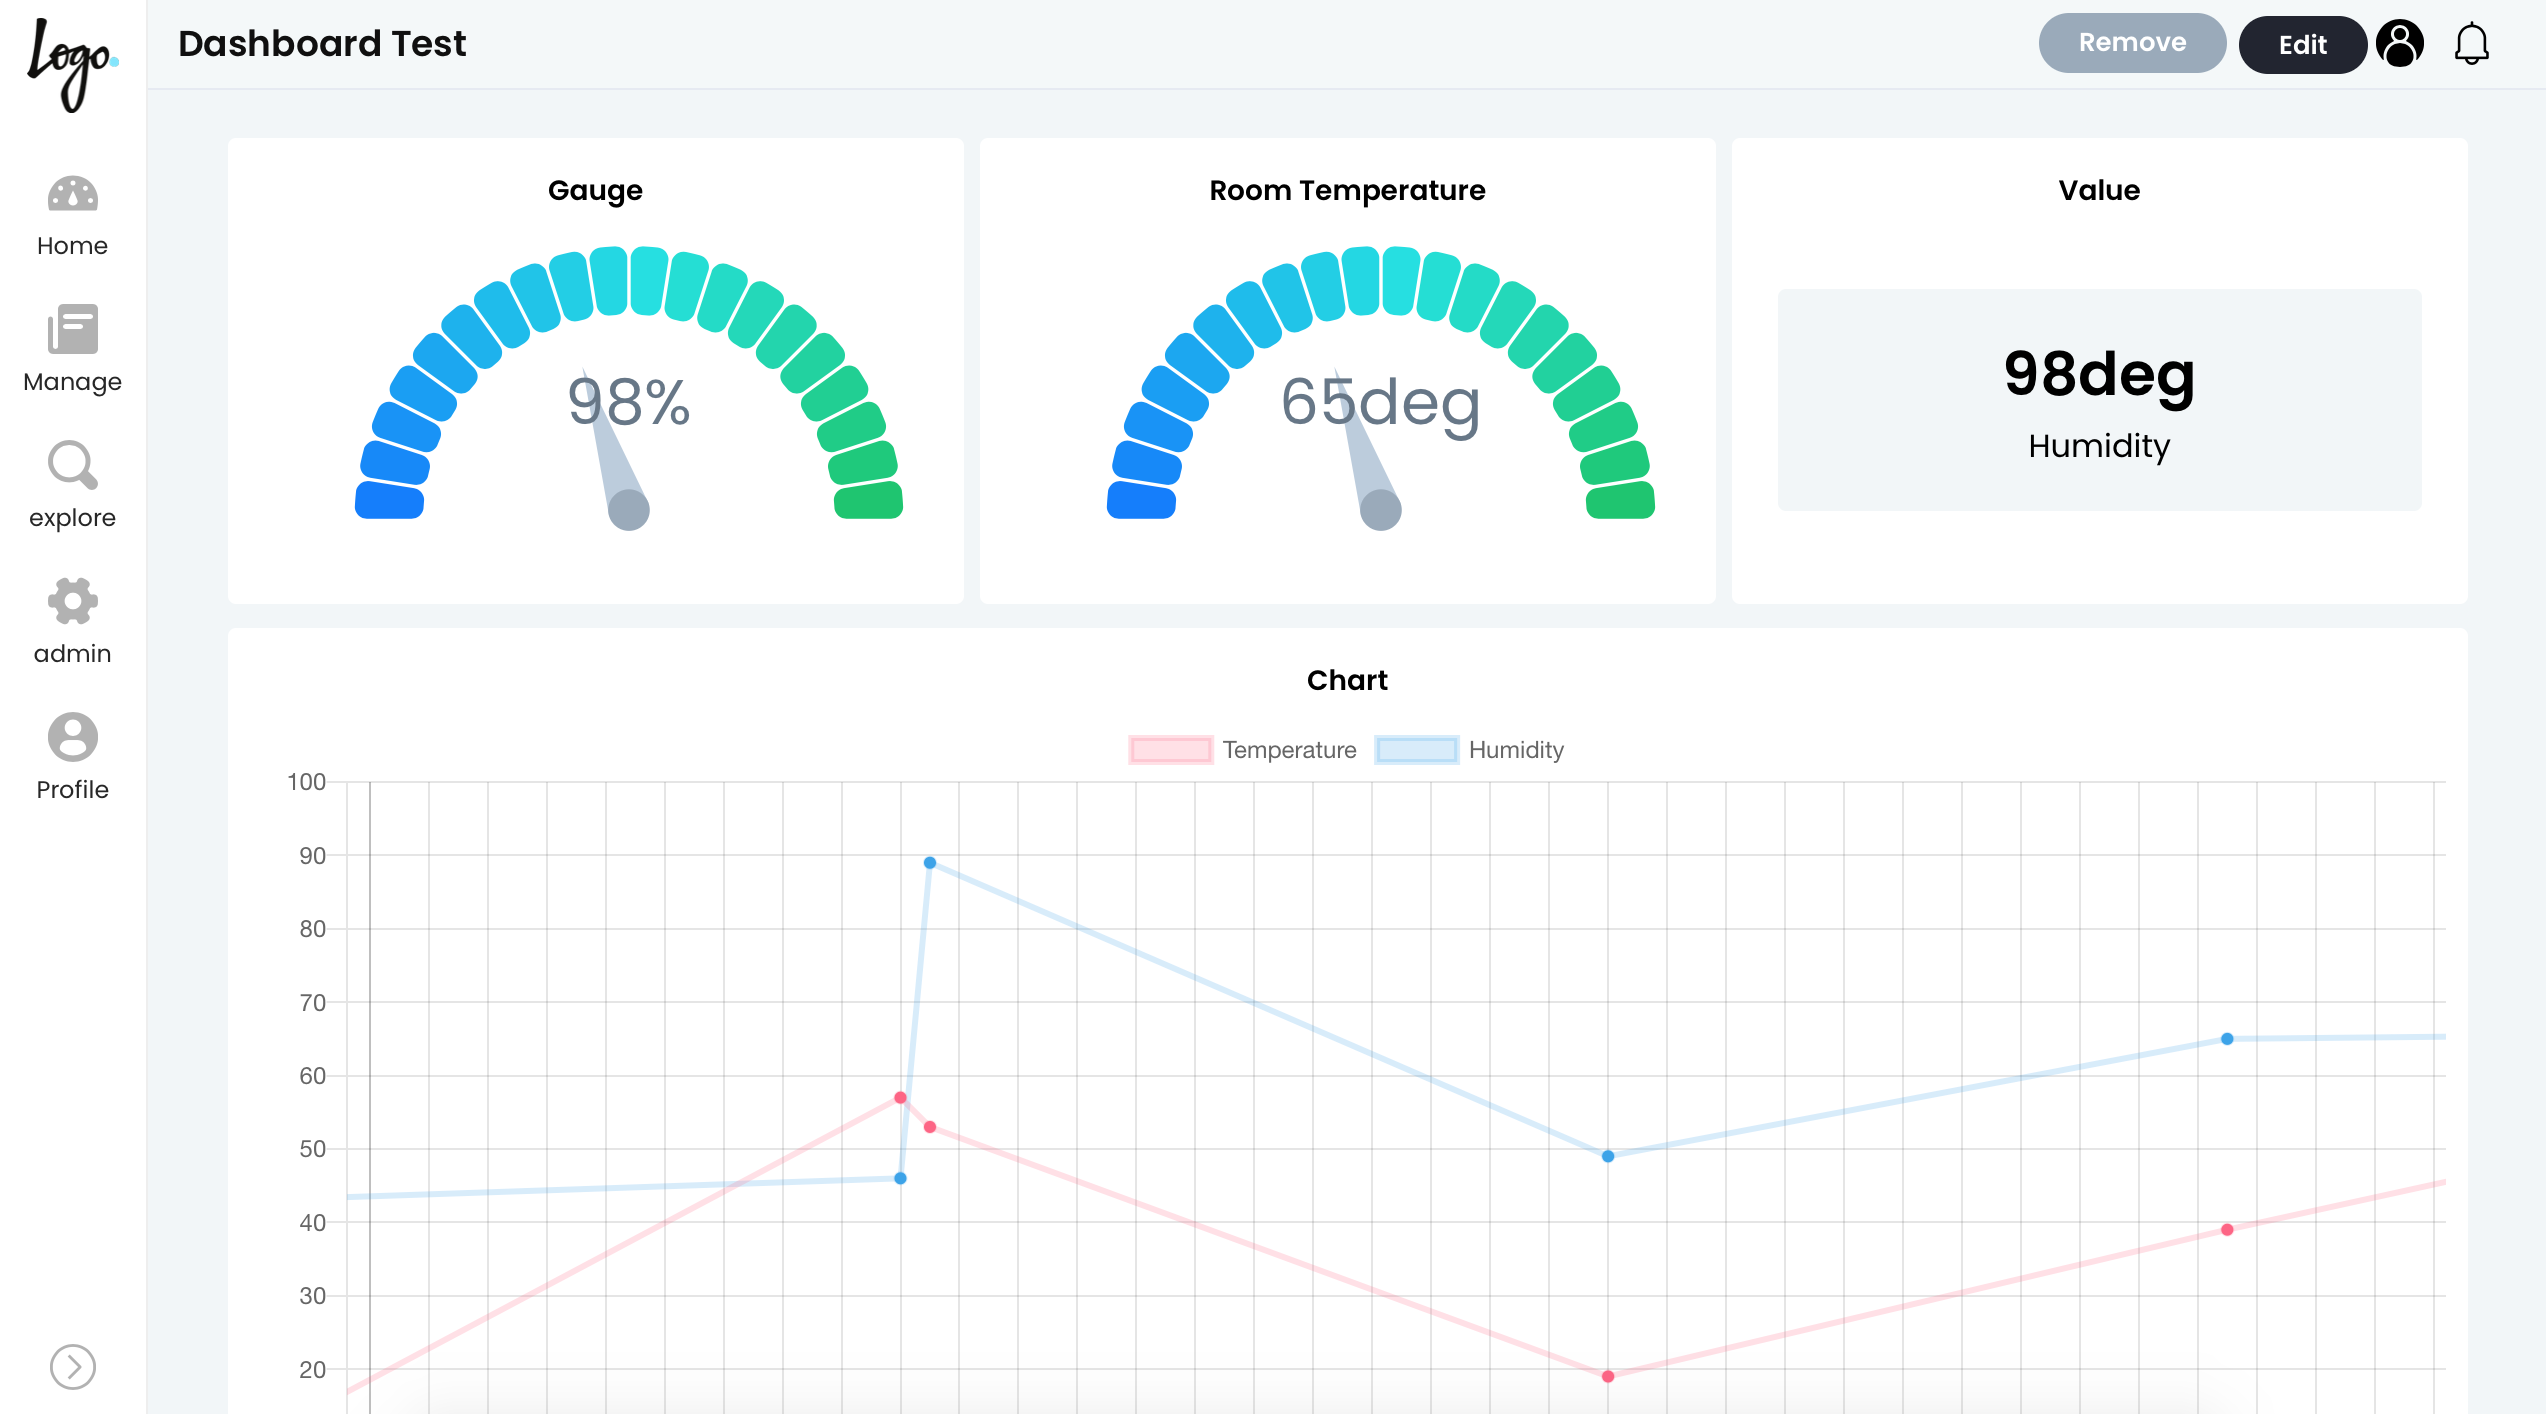 Logo.
Dashboard Test
Remove
Edit
Home
Manage
explore
admin
Profile
Gauge
98%
Room Temperature
65deg
Value
98deg
Humidity
Chart
Temperature
Humidity
100
90
80
70
60
50
40
30
20